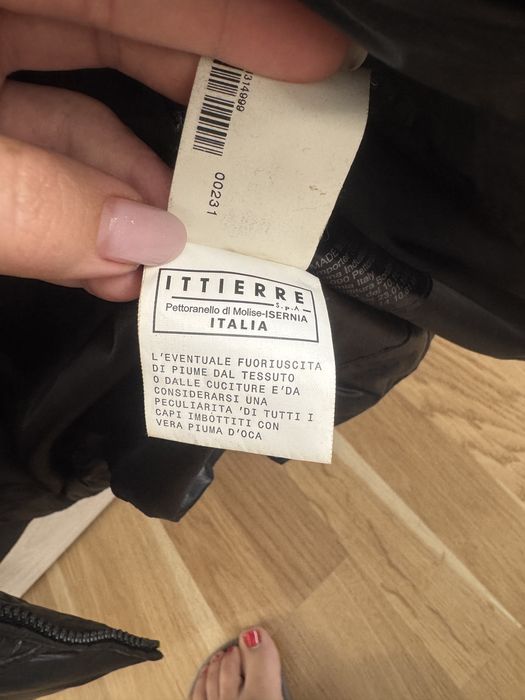 314999
00231
ITTIERRE
S.p.A.
Pettoranello di Molise-ISERNIA
ITALIA
L'EVENTUALE FUORIUSCITA
DI PIUME DAL TESSUTO
O DALLE CUCITURE E'DA
CONSIDERARSI UNA
PECULIARITA 'DI TUTTI I
CAPI IMBOTTITI CON
VERA PIUMA D'OCA
MADE